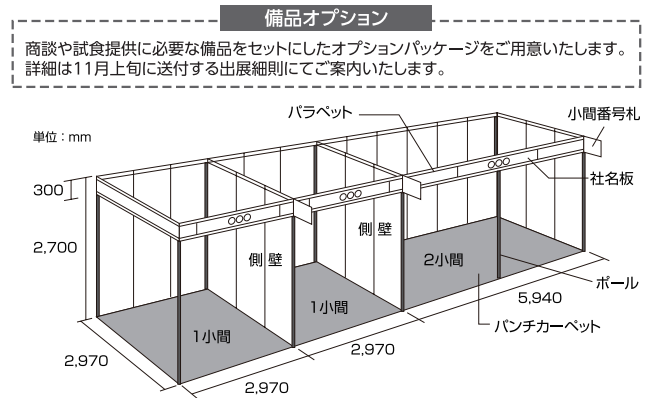 備品オプション
商談や試食提供に必要な備品をセットにしたオプションパッケージをご用意いたします。
詳細は11月上旬に送付する出展細則にてご案内いたします。
パラペット
小間番号札
単位：mm
300
社名板
2,700
側壁
側壁
2小間
ポール
1小間
5,940
1小間
パンチカーペット
2,970
2,970
2,970